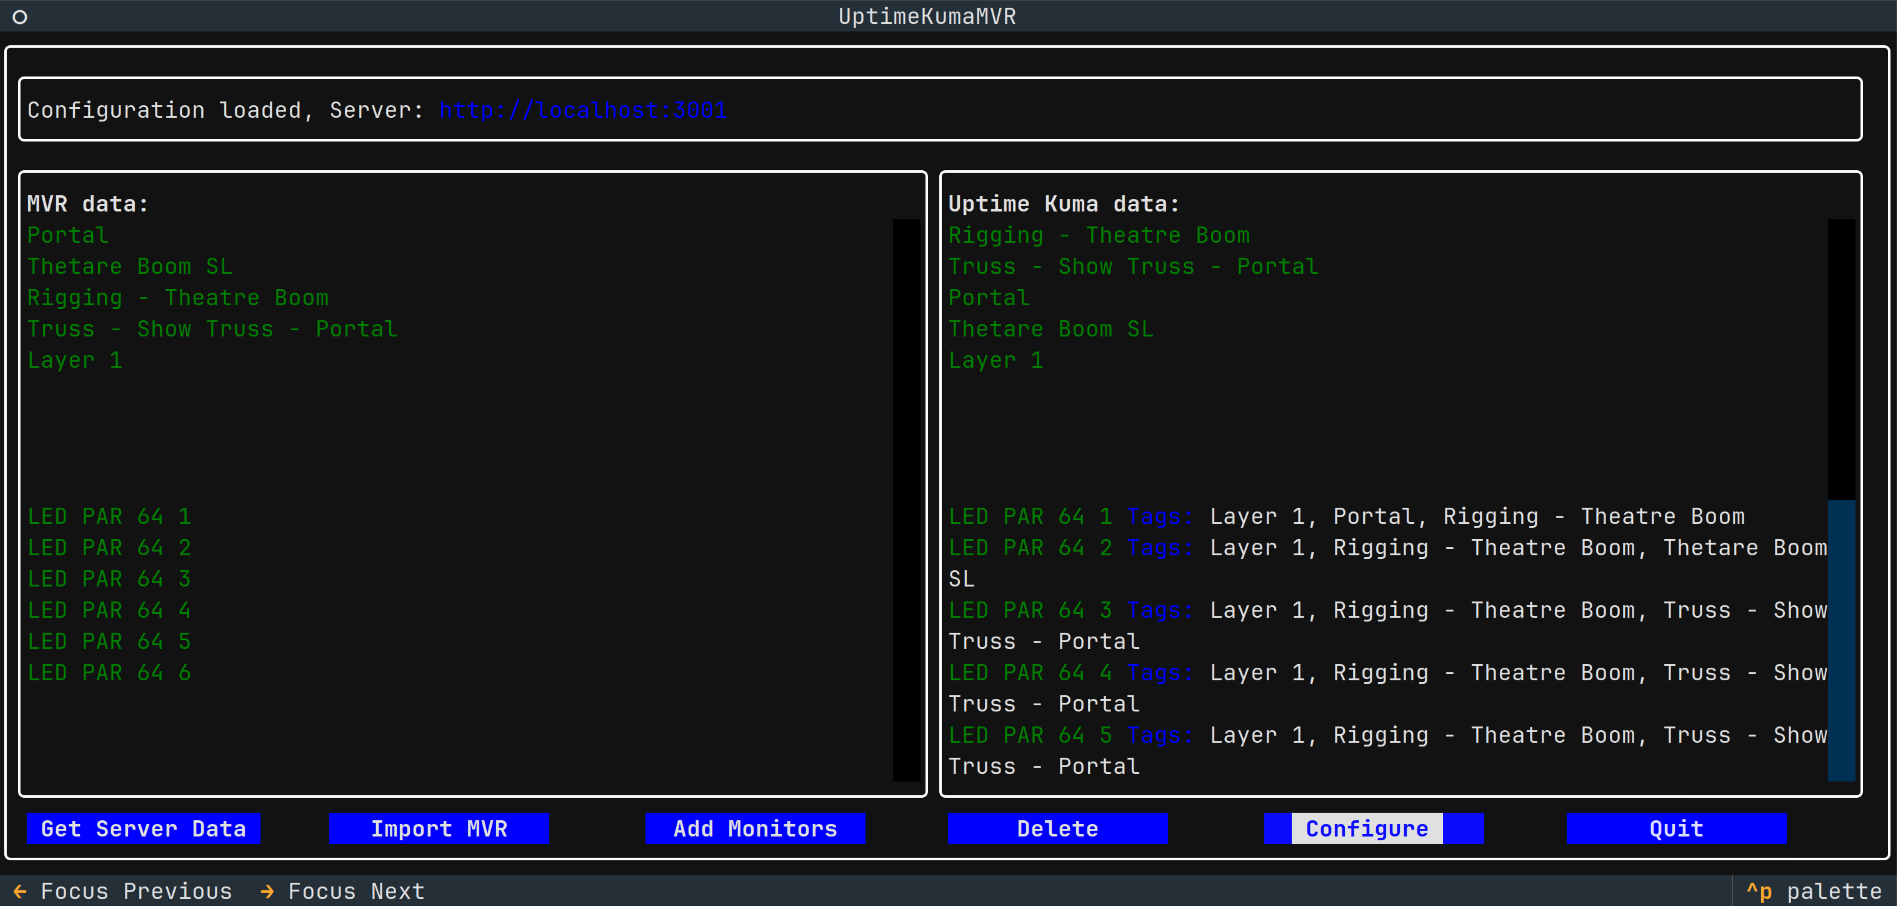 UptimeKumaMVR
Configuration loaded, Server: http://localhost:3001
MVR data:
Portal
Thetare Boom SL
Rigging - Theatre Boom
Truss - Show Truss - Portal
Layer 1
LED PAR 64 1
LED PAR 64 2
LED PAR 64 3
LED PAR 64 4
LED PAR 64 5
LED PAR 64 6
Uptime Kuma data:
Rigging - Theatre Boom
Truss - Show Truss - Portal
Portal
Thetare Boom SL
Layer 1
LED PAR 64 1 Tags: Layer 1, Portal, Rigging - Theatre Boom
LED PAR 64 2 Tags: Layer 1, Rigging - Theatre Boom, Thetare Boom
SL
LED PAR 64 3 Tags: Layer 1, Rigging - Theatre Boom, Truss - Show
Truss - Portal
LED PAR 64 4 Tags: Layer 1, Rigging - Theatre Boom, Truss - Show
Truss - Portal
LED PAR 64 5 Tags: Layer 1, Rigging - Theatre Boom, Truss - Show
Truss - Portal
Get Server Data Import MVR Add Monitors Delete Configure Quit
← Focus Previous → Focus Next ^p palette